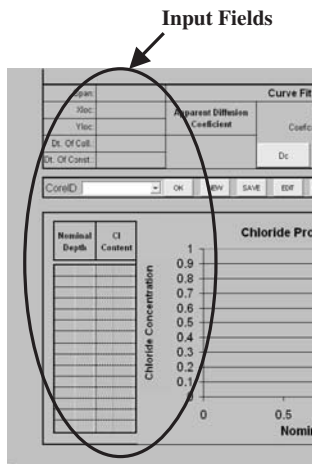 Input Fields
Span:
Curve Fit
Xloc:
Apparent Diffusion
Yloc:
Coefficient
Dt. Of Coll:
Dt. Of Const.:
Dc
CoreID
OK
NEW
SAVE
EDIT
Nominal Depth
Cl Content
Chloride Pro
Chloride Concentration
1
0.9
0.8
0.7
0.6
0.5
0.4
0.3
0.2
0.1
0
0
0.5
Nomin